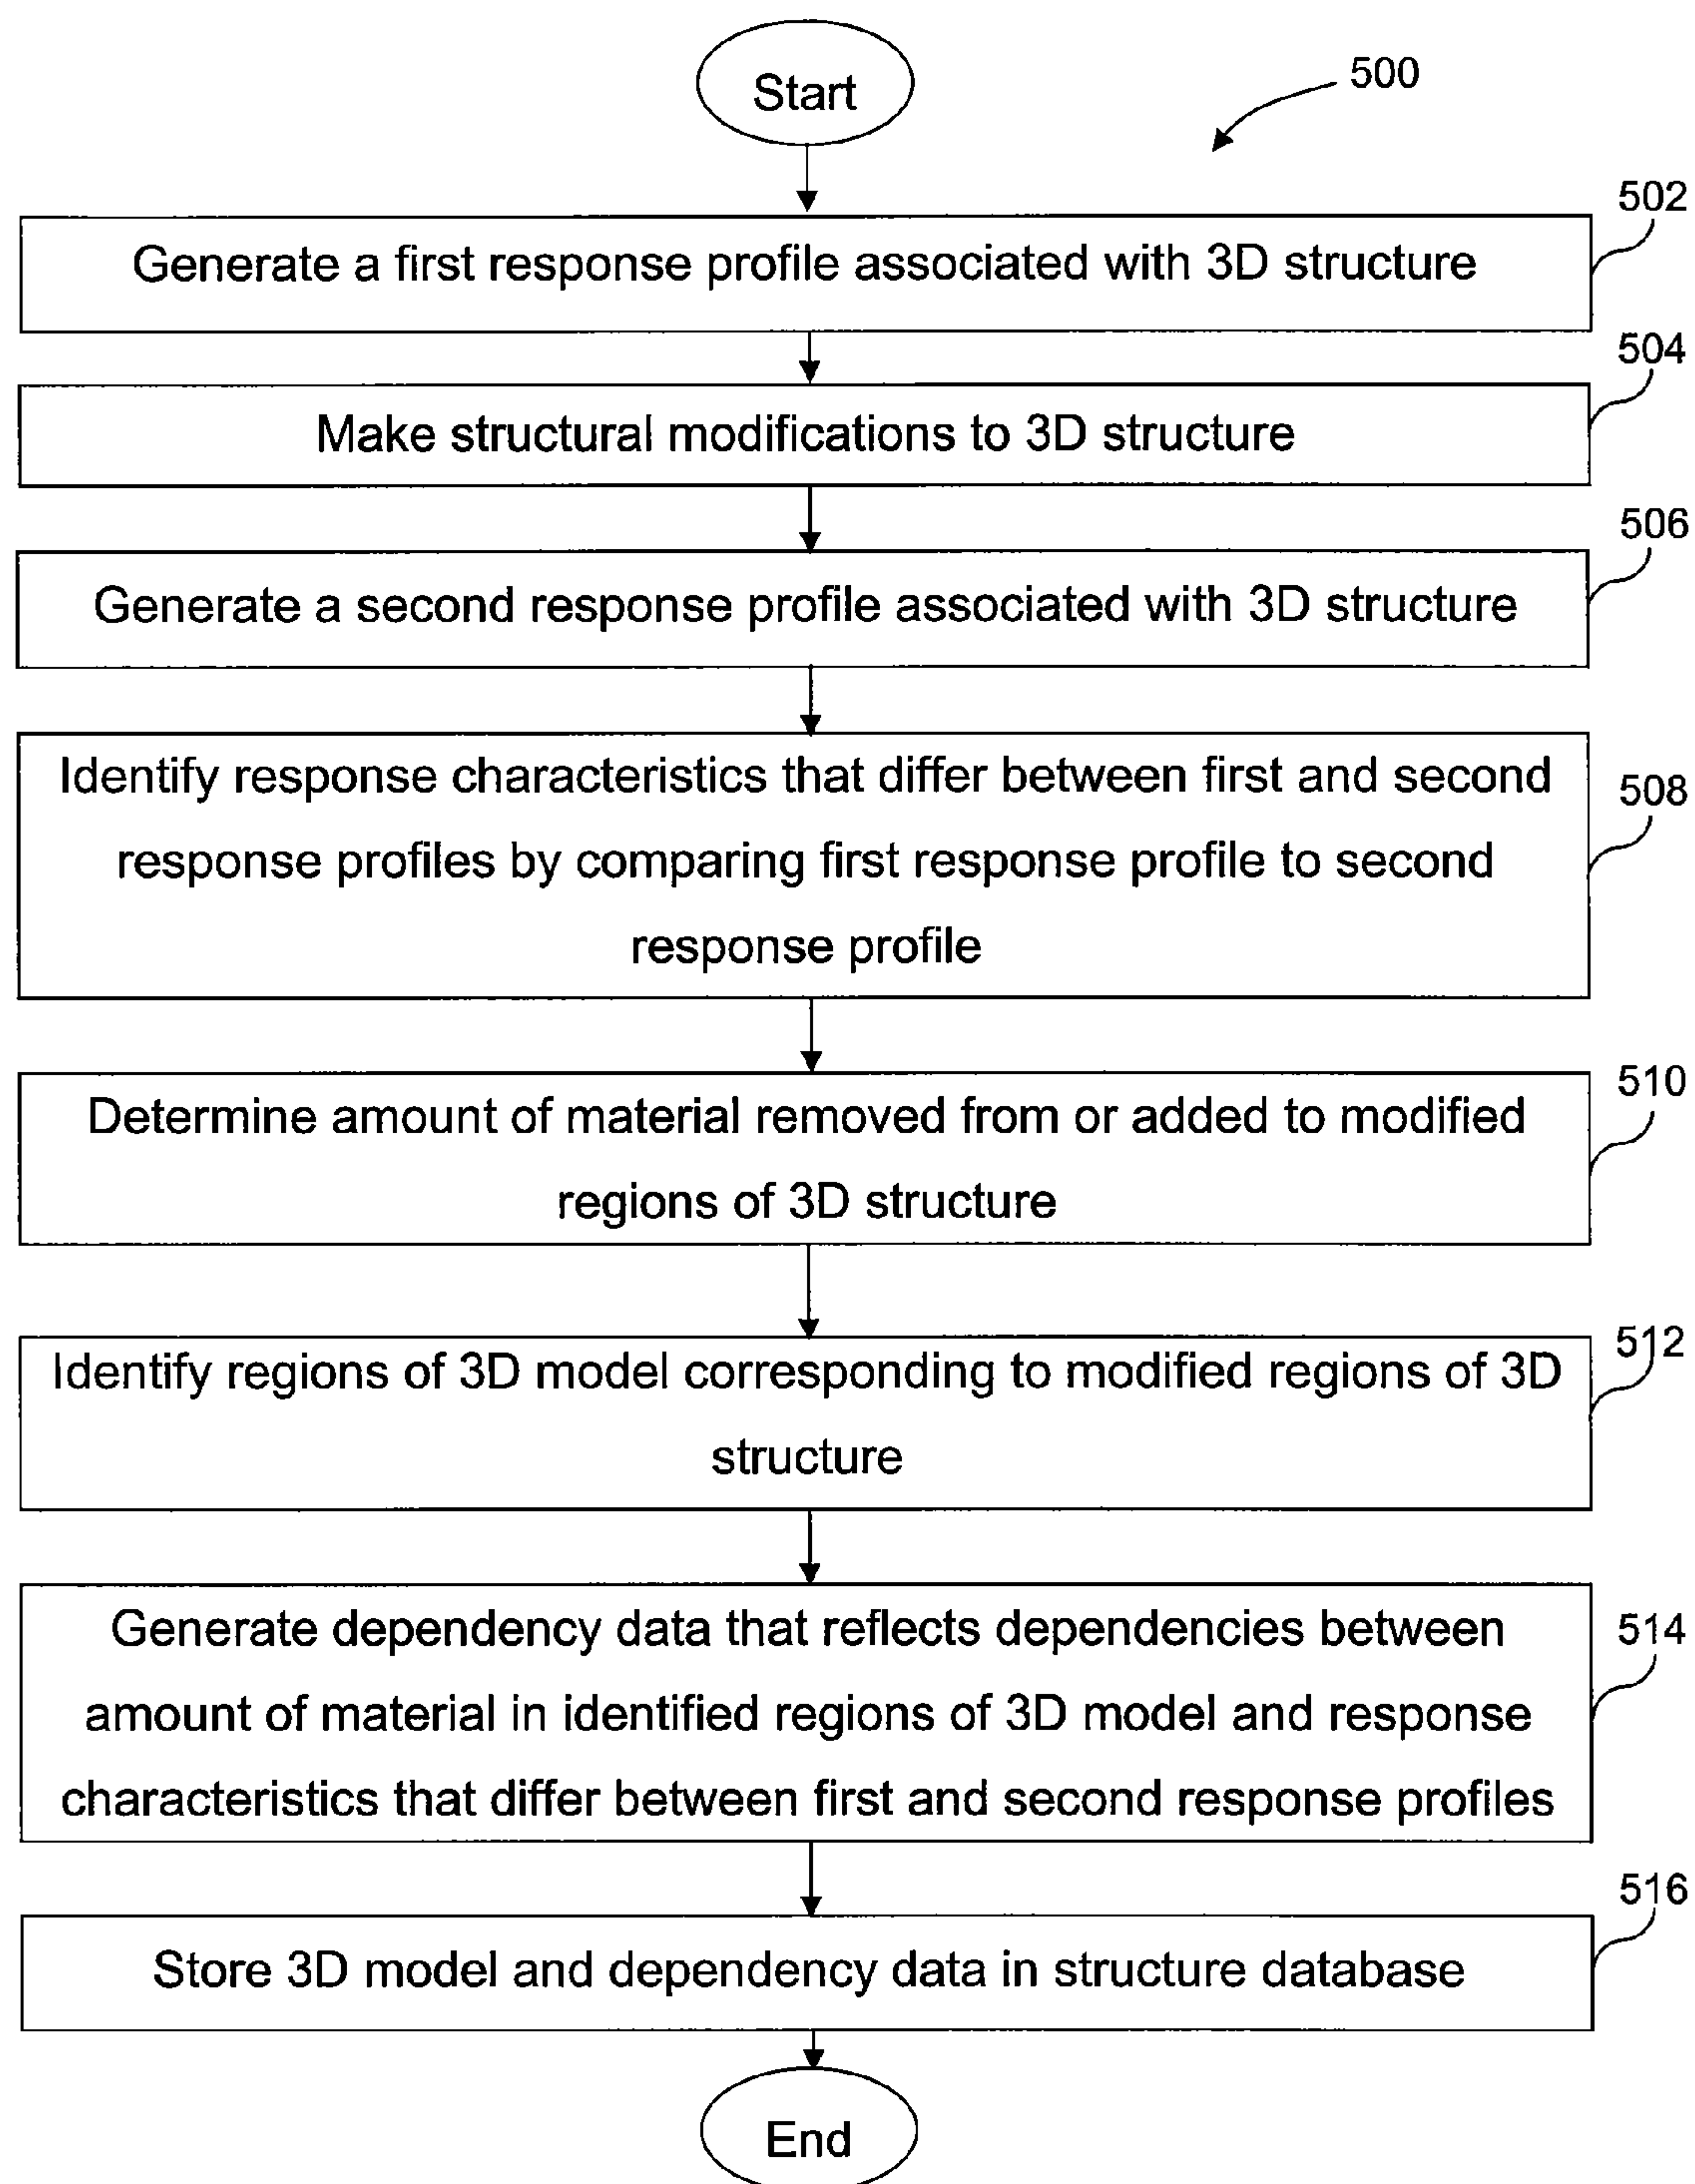 Start
500
502
Generate a first response profile associated with 3D structure
504
Make structural modifications to 3D structure
506
Generate a second response profile associated with 3D structure
508
Identify response characteristics that differ between first and second
response profiles by comparing first response profile to second
response profile
510
Determine amount of material removed from or added to modified
regions of 3D structure
512
Identify regions of 3D model corresponding to modified regions of 3D
structure
514
Generate dependency data that reflects dependencies between
amount of material in identified regions of 3D model and response
characteristics that differ between first and second response profiles
516
Store 3D model and dependency data in structure database
End